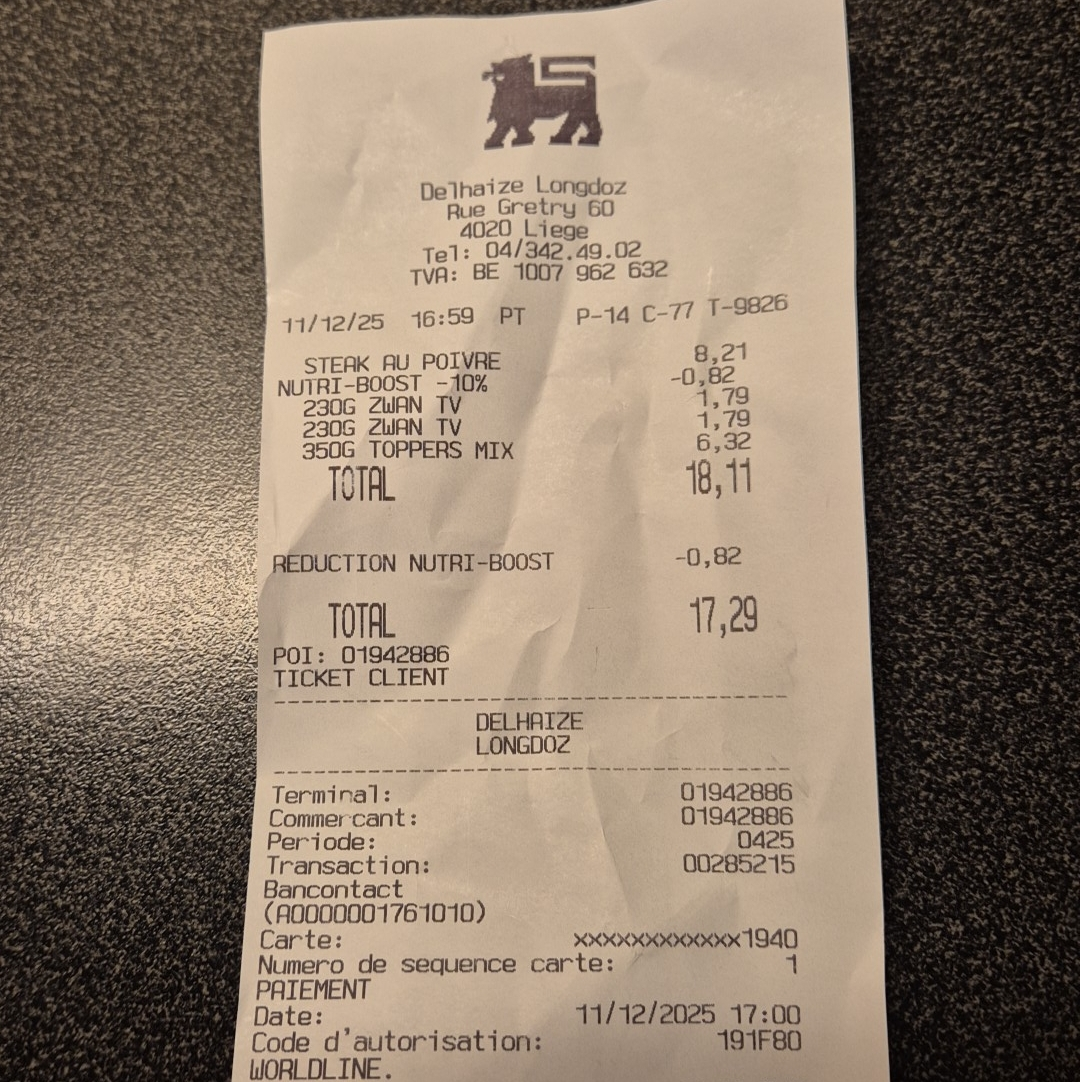 Delhaize Longdoz
Rue Gretry 60
4020 Liege
Tel: 04/342.49.02
TVA: BE 1007 962 632
11/12/25 16:59 PT P-14 C-77 T-9826
STEAK AU POIVRE 8,21
NUTRI-BOOST -10% -0,82
230G ZWAN TV 1,79
230G ZWAN TV 1,79
350G TOPPERS MIX 6,32
TOTAL 18,11
REDUCTION NUTRI-BOOST -0,82
TOTAL 17,29
POI: 01942886
TICKET CLIENT
--------------------------------------
DELHAIZE
LONGDOZ
--------------------------------------
Terminal: 01942886
Commercant: 01942886
Periode: 0425
Transaction: 00285215
Bancontact
(A0000001761010)
Carte: xxxxxxxxxxxxx1940
Numero de sequence carte: 1
PAIEMENT
Date: 11/12/2025 17:00
Code d'autorisation: 191F80
WORLDLINE.